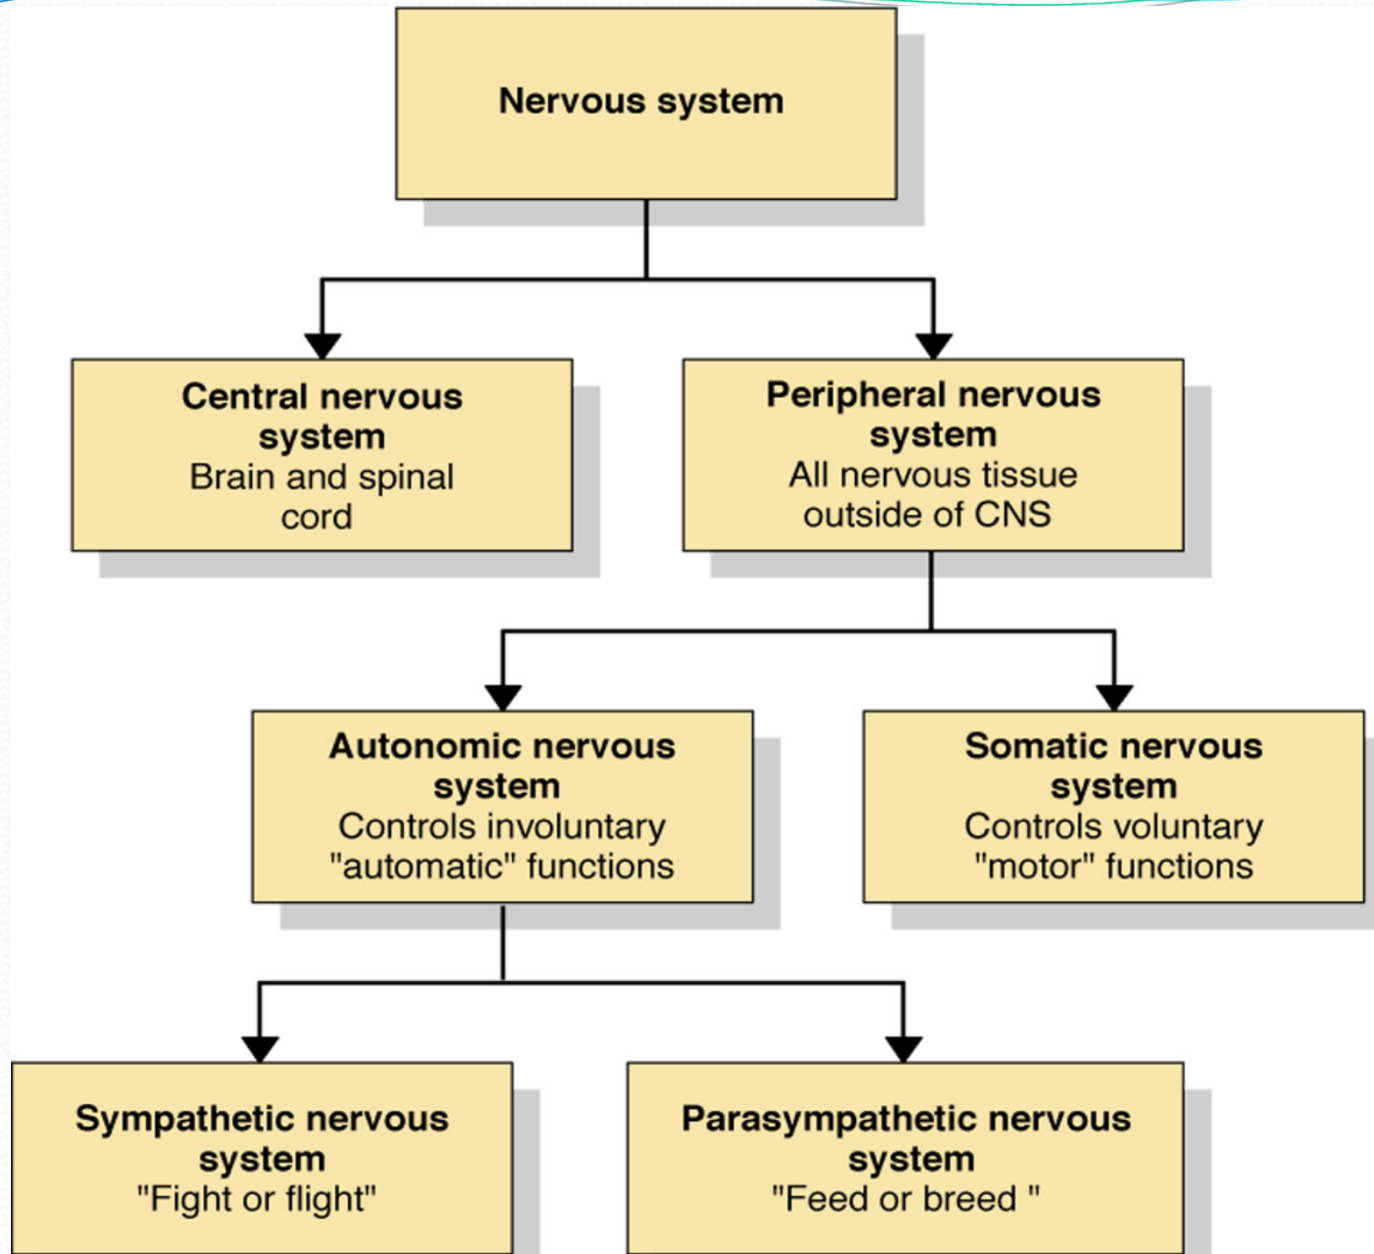 Nervous system
Central nervous
system
Brain and spinal
cord
Peripheral nervous
system
All nervous tissue
outside of CNS
Autonomic nervous
system
Controls involuntary
"automatic" functions
Somatic nervous
system
Controls voluntary
"motor" functions
Sympathetic nervous
system
"Fight or flight"
Parasympathetic nervous
system
"Feed or breed "